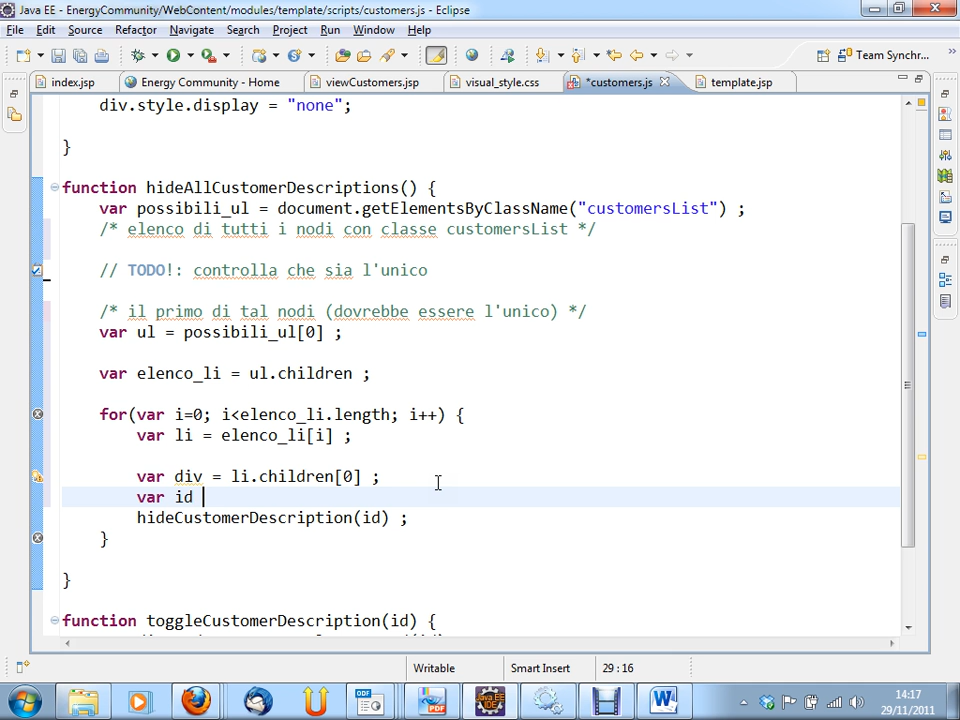 Java EE - EnergyCommunity/WebContent/modules/template/scripts/customers.js - Eclipse
File Edit Source Refactor Navigate Search Project Run Window Help
Team Synchr...
index.jsp Energy Community - Home viewCustomers.jsp visual_style.css *customers.js template.jsp
div.style.display = "none";
}
function hideAllCustomerDescriptions() {
var possibili_ul = document.getElementsByClassName("customersList") ;
/* elenco di tutti i nodi con classe customersList */
// TODO!: controlla che sia l'unico
/* il primo di tal nodi (dovrebbe essere l'unico) */
var ul = possibili_ul[0] ;
var elenco_li = ul.children ;
for(var i=0; i<elenco_li.length; i++) {
var li = elenco_li[i] ;
var div = li.children[0] ;
var id
hideCustomerDescription(id) ;
}
}
function toggleCustomerDescription(id) {
Writable Smart Insert 29 : 16
14:17
29/11/2011